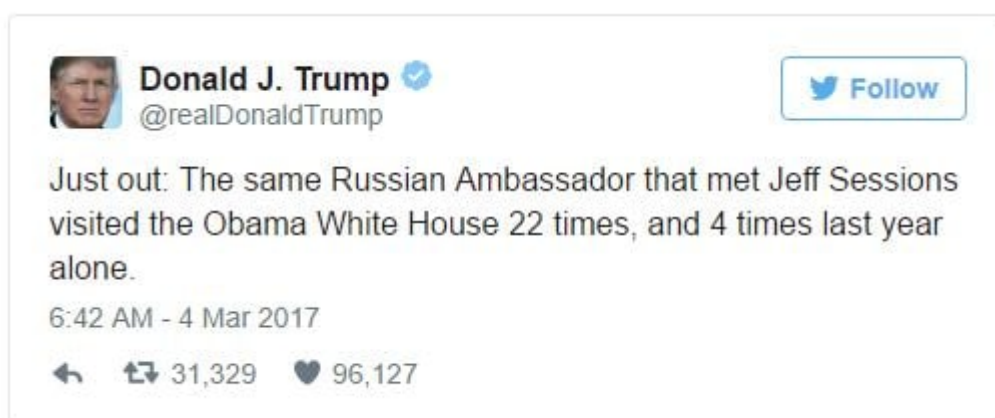 Donald J. Trump
Follow
@realDonaldTrump
Just out: The same Russian Ambassador that met Jeff Sessions
visited the Obama White House 22 times, and 4 times last year
alone.
6:42 AM - 4 Mar 2017
31,329 96,127